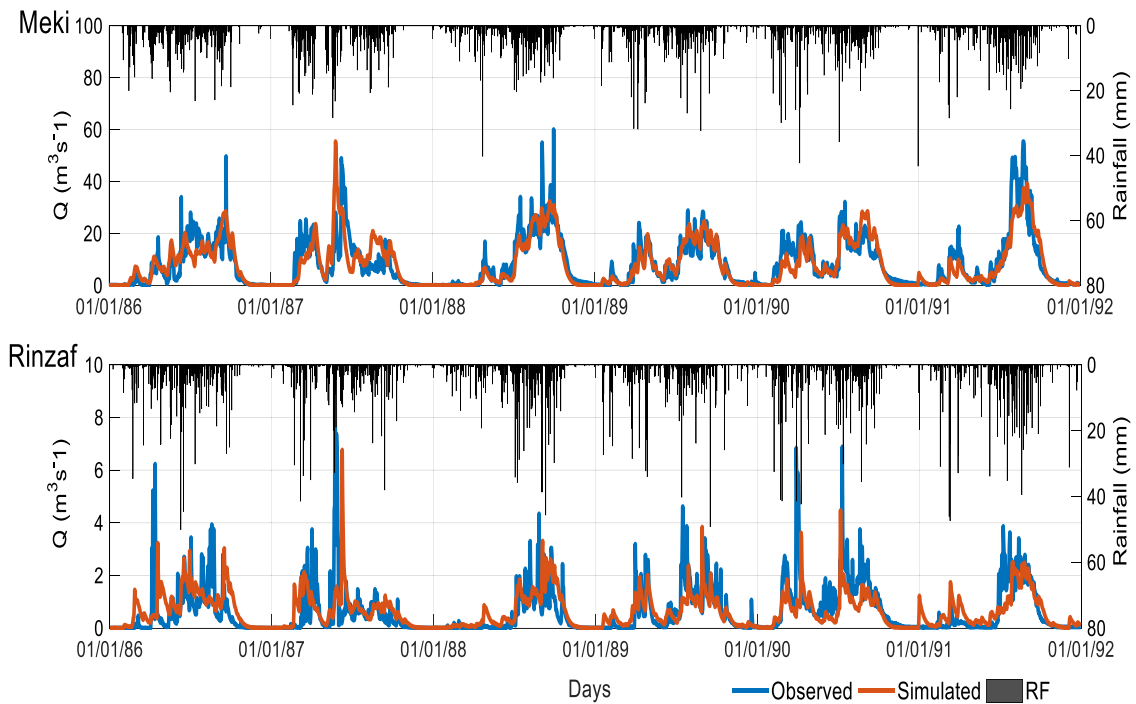 Meki
100
80
60
40
20
0
Q (m³s⁻1)
0
20
40
60
80
Rainfall (mm)
01/01/86 01/01/87 01/01/88 01/01/89 01/01/90 01/01/91 01/01/92
Rinzaf
10
8
6
4
2
0
Q (m³s-1)
0
20
40
60
80
Rainfall (mm)
01/01/86 01/01/87 01/01/88 01/01/89 01/01/90 01/01/91 01/01/92
Days
Observed Simulated RF